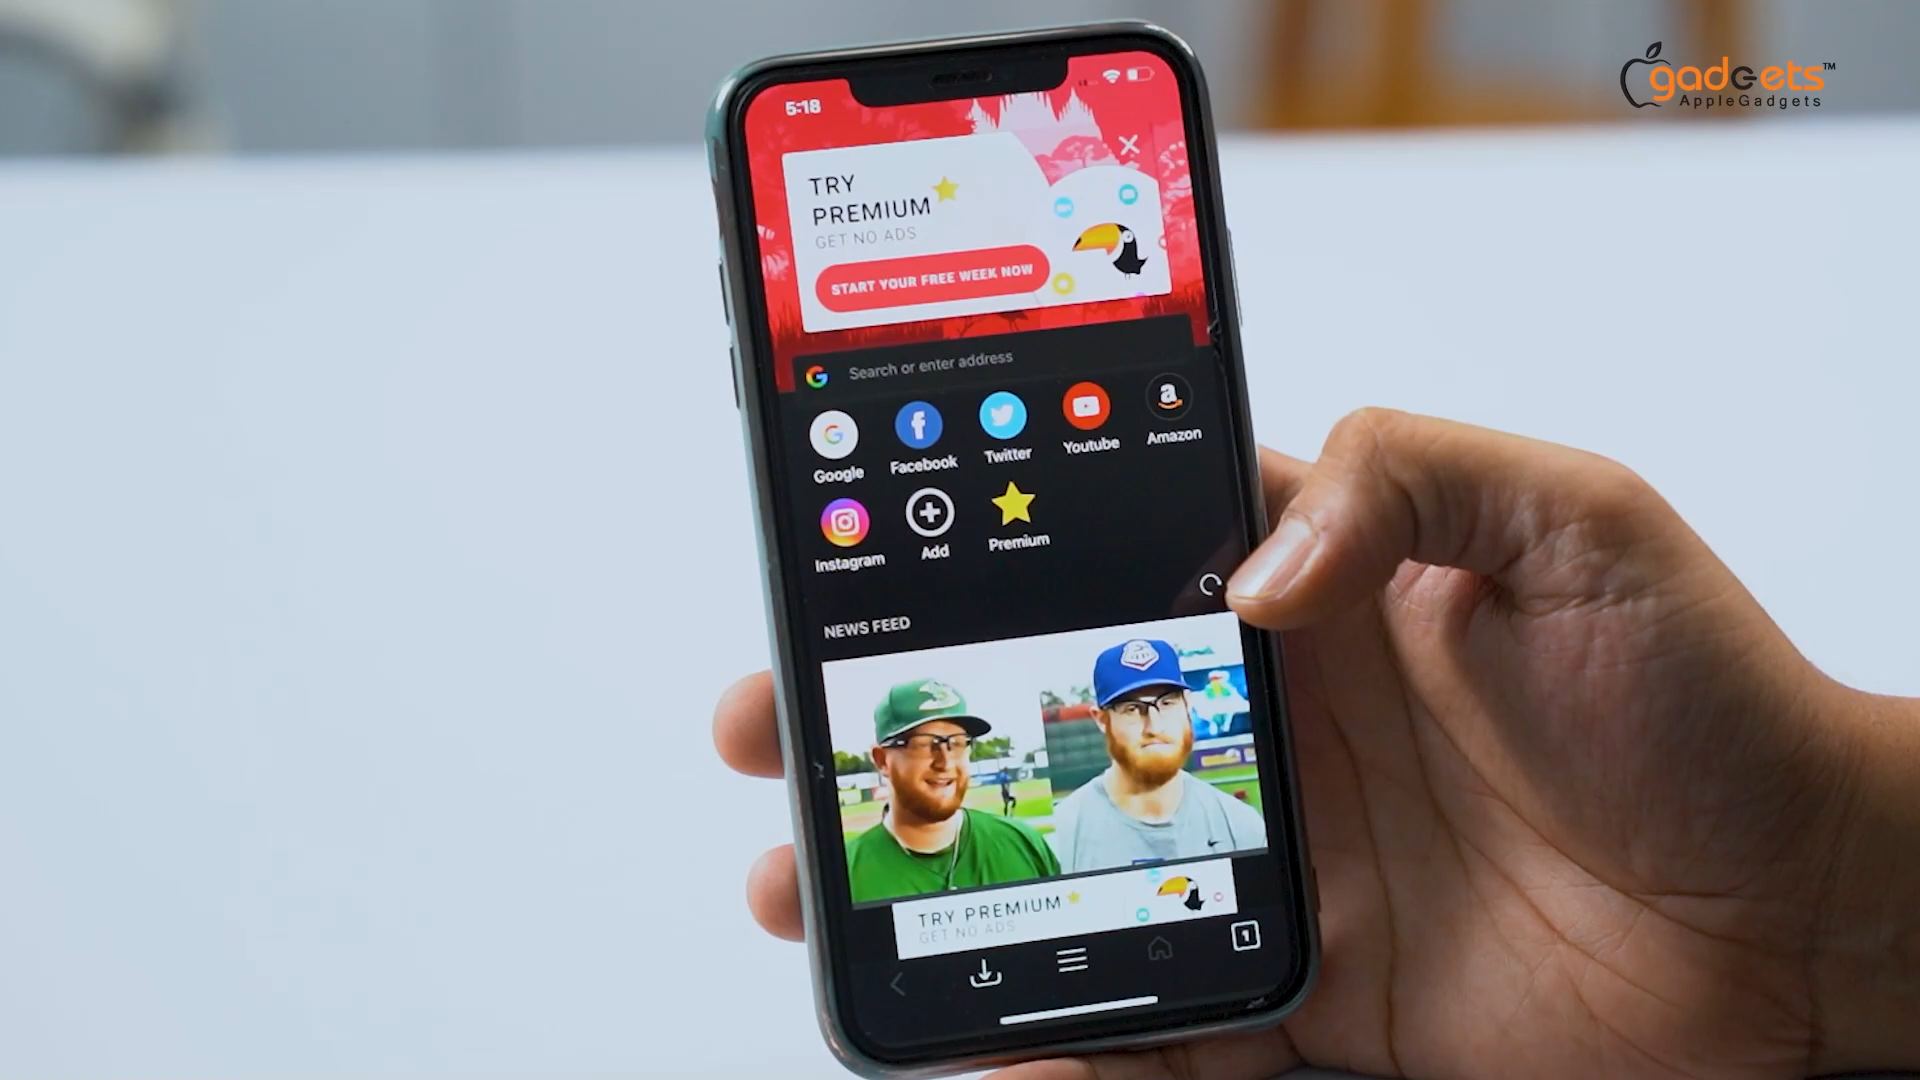 gadgets™
AppleGadgets
5:18
TRY
PREMIUM
GET NO ADS
START YOUR FREE WEEK NOW
Search or enter address
Google
Facebook
Twitter
Youtube
Amazon
Instagram
Add
Premium
NEWS FEED
TRY PREMIUM
GET NO ADS
1